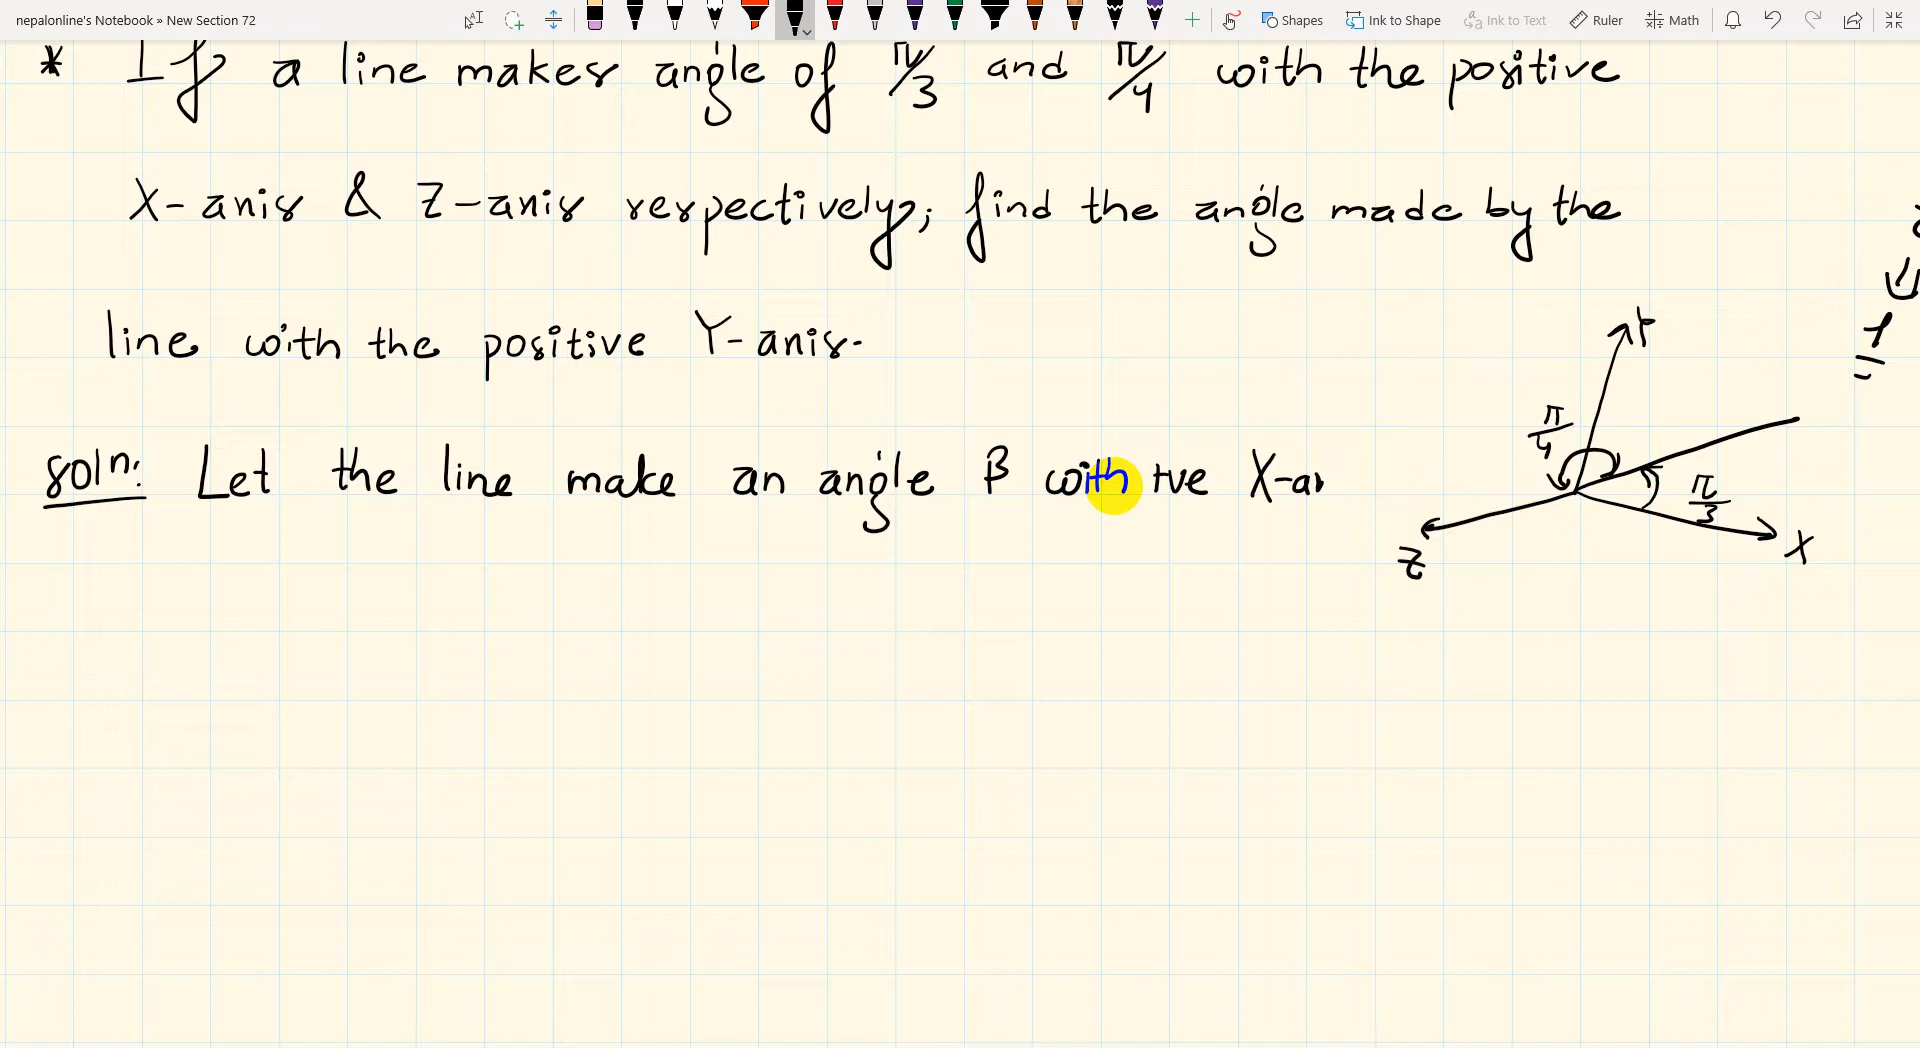 nepalonline's Notebook » New Section 72
Shapes
Ink to Shape
Ink to Text
Ruler
Math
* If a line makes angle of π/3 and π/4 with the positive
X-axis & Z-axis respectively, find the angle made by the
line with the positive Y-axis.
soln: Let the line make an angle β with +ve X-ax
Y
π/4
π/3
Z
X
1